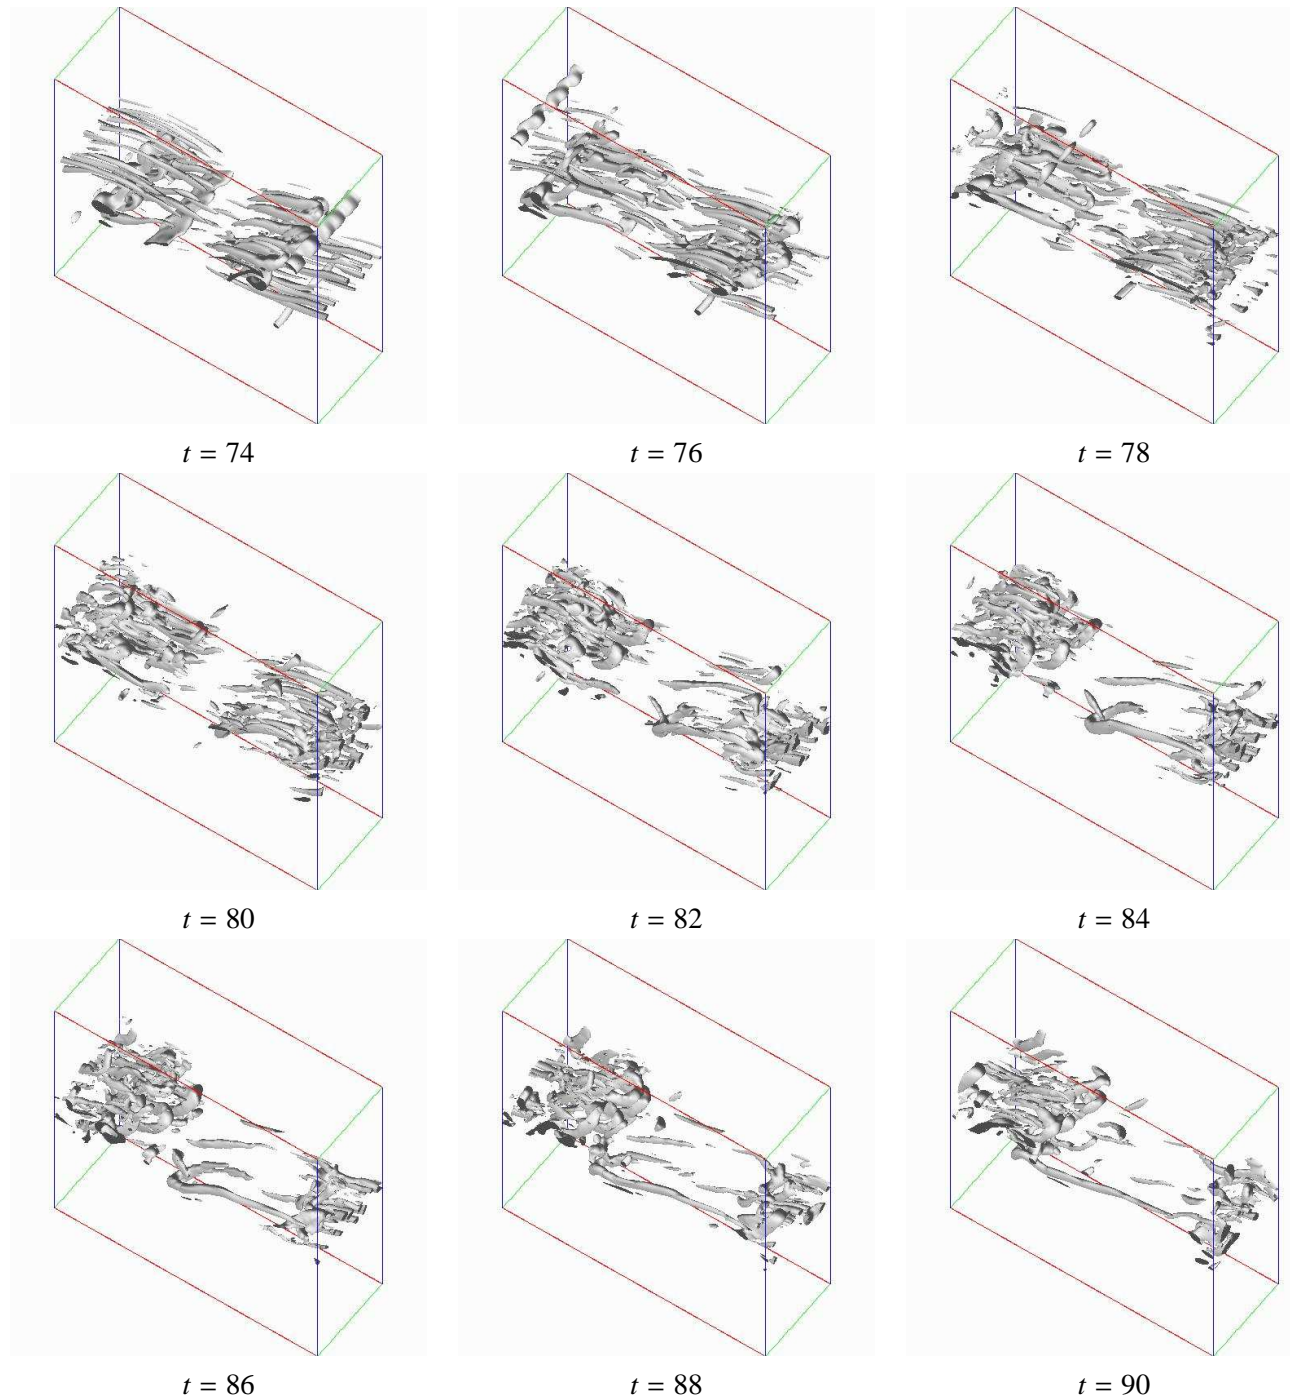 t = 74
t = 76
t = 78
t = 80
t = 82
t = 84
t = 86
t = 88
t = 90